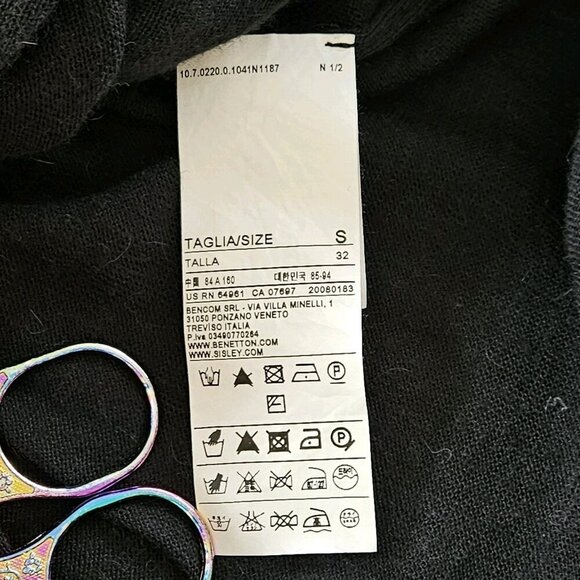 10.7.0220.0.1041N1187 N 1/2
TAGLIA/SIZE S
TALLA 32
中国 84 A 160 대한민국 85-94
US RN 64961 CA 07697 20080183
BENCOM SRL - VIA VILLA MINELLI, 1
31050 PONZANO VENETO
TREVISO ITALIA
P.iva 03490770264
WWW.BENETTON.COM
WWW.SISLEY.COM
P
P